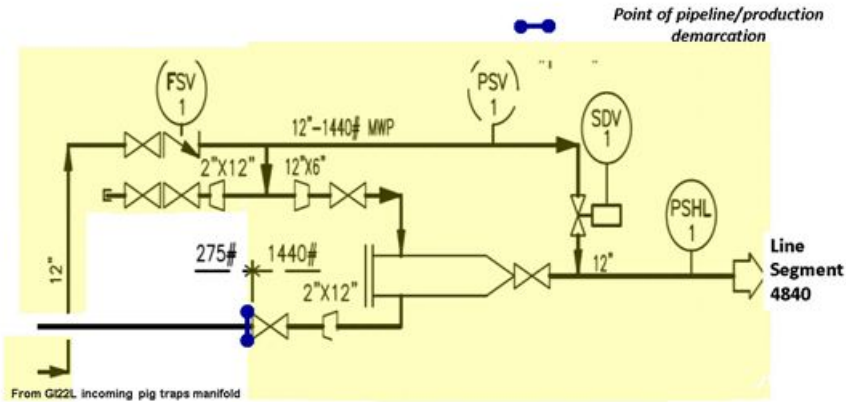 Point of pipeline/production
demarcation
FSV
1
PSV
1
SDV
1
12"-1440# MWP
2"X12"
12"X6"
PSHL
1
275#
1440#
12"
2"X12"
12"
Line
Segment
4840
From GI22L incoming pig traps manifold